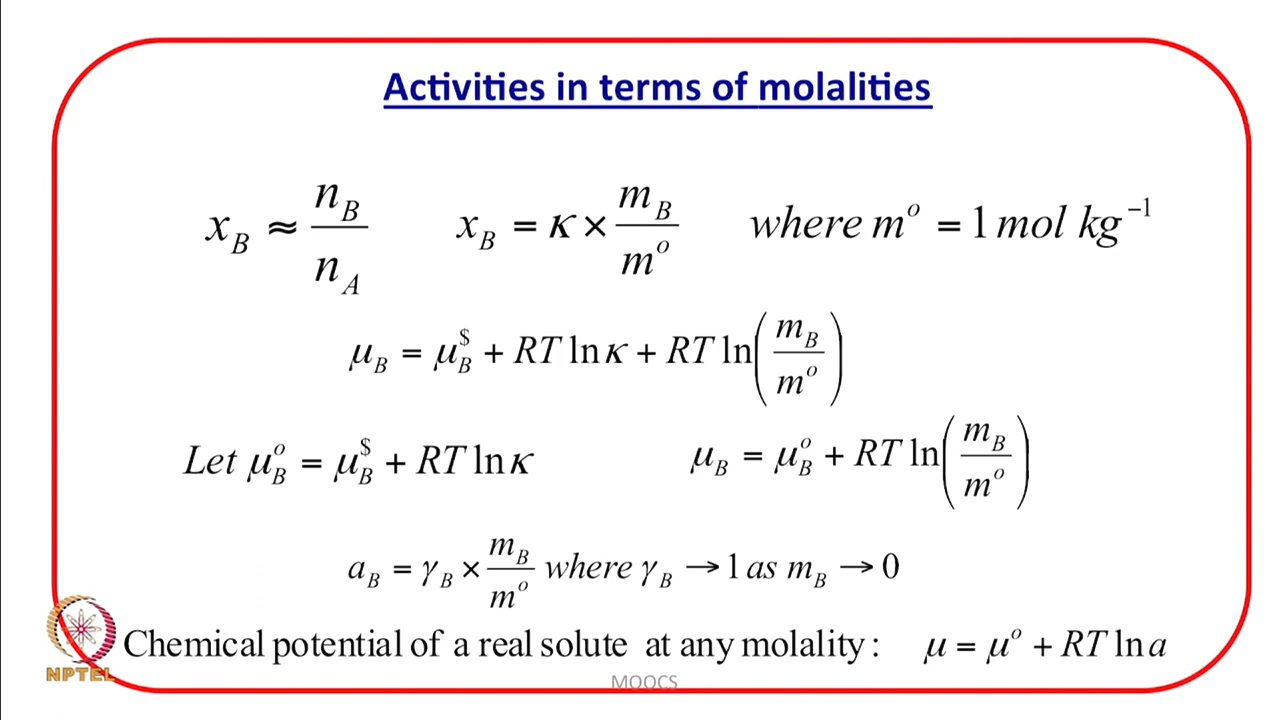 Activities in terms of molalities
x_B ≈ n_B / n_A    x_B = κ × m_B / m^o    where m^o = 1 mol kg^−1
μ_B = μ_B^$ + RT ln κ + RT ln(m_B / m^o)
Let μ_B^o = μ_B^$ + RT ln κ    μ_B = μ_B^o + RT ln(m_B / m^o)
a_B = γ_B × m_B / m^o where γ_B → 1 as m_B → 0
Chemical potential of a real solute at any molality : μ = μ^o + RT ln a
NPTEL
MOOCS